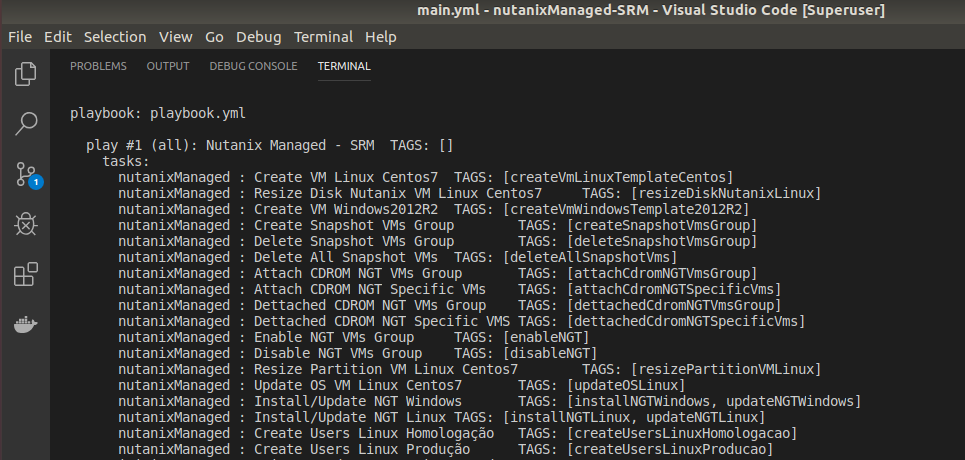 main.yml - nutanixManaged-SRM - Visual Studio Code [Superuser]
File Edit Selection View Go Debug Terminal Help
PROBLEMS OUTPUT DEBUG CONSOLE TERMINAL
playbook: playbook.yml
play #1 (all): Nutanix Managed - SRM TAGS: []
tasks:
nutanixManaged : Create VM Linux Centos7 TAGS: [createVmLinuxTemplateCentos]
nutanixManaged : Resize Disk Nutanix VM Linux Centos7 TAGS: [resizeDiskNutanixLinux]
1
nutanixManaged : Create VM Windows2012R2 TAGS: [createVmWindowsTemplate2012R2]
nutanixManaged : Create Snapshot VMs Group TAGS: [createSnapshotVmsGroup]
nutanixManaged : Delete Snapshot VMs Group TAGS: [deleteSnapshotVmsGroup]
nutanixManaged : Delete All Snapshot VMs TAGS: [deleteAllSnapshotVms]
nutanixManaged : Attach CDROM NGT VMs Group TAGS: [attachCdromNGTVmsGroup]
nutanixManaged : Attach CDROM NGT Specific VMs TAGS: [attachCdromNGTSpecificVms]
nutanixManaged : Dettached CDROM NGT VMs Group TAGS: [dettachedCdromNGTVmsGroup]
nutanixManaged : Dettached CDROM NGT Specific VMS TAGS: [dettachedCdromNGTSpecificVms]
nutanixManaged : Enable NGT VMs Group TAGS: [enableNGT]
nutanixManaged : Disable NGT VMs Group TAGS: [disableNGT]
nutanixManaged : Resize Partition VM Linux Centos7 TAGS: [resizePartitionVMLinux]
nutanixManaged : Update OS VM Linux Centos7 TAGS: [updateOSLinux]
nutanixManaged : Install/Update NGT Windows TAGS: [installNGTWindows, updateNGTWindows]
nutanixManaged : Install/Update NGT Linux TAGS: [installNGTLinux, updateNGTLinux]
nutanixManaged : Create Users Linux Homologação TAGS: [createUsersLinuxHomologacao]
nutanixManaged : Create Users Linux Produção TAGS: [createUsersLinuxProducao]